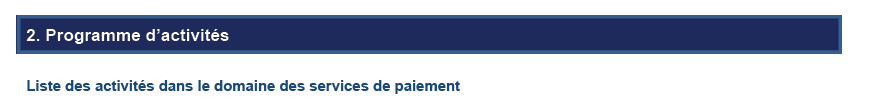 2. Programme d’activités
Liste des activités dans le domaine des services de paiement